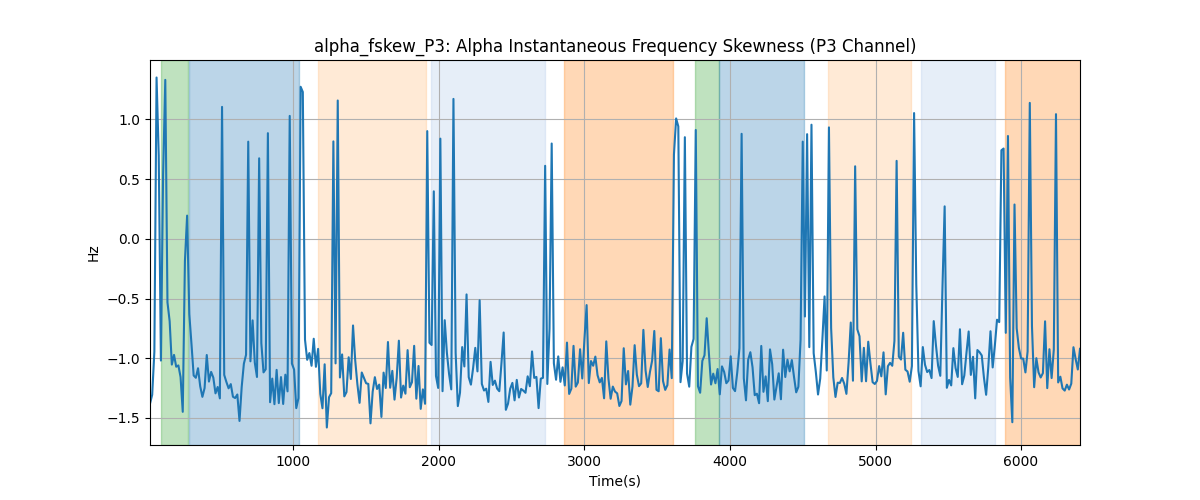 alpha_fskew_P3: Alpha Instantaneous Frequency Skewness (P3 Channel)
1.0
0.5
0.0
−0.5
−1.0
−1.5
Hz
1000 2000 3000 4000 5000 6000
Time(s)